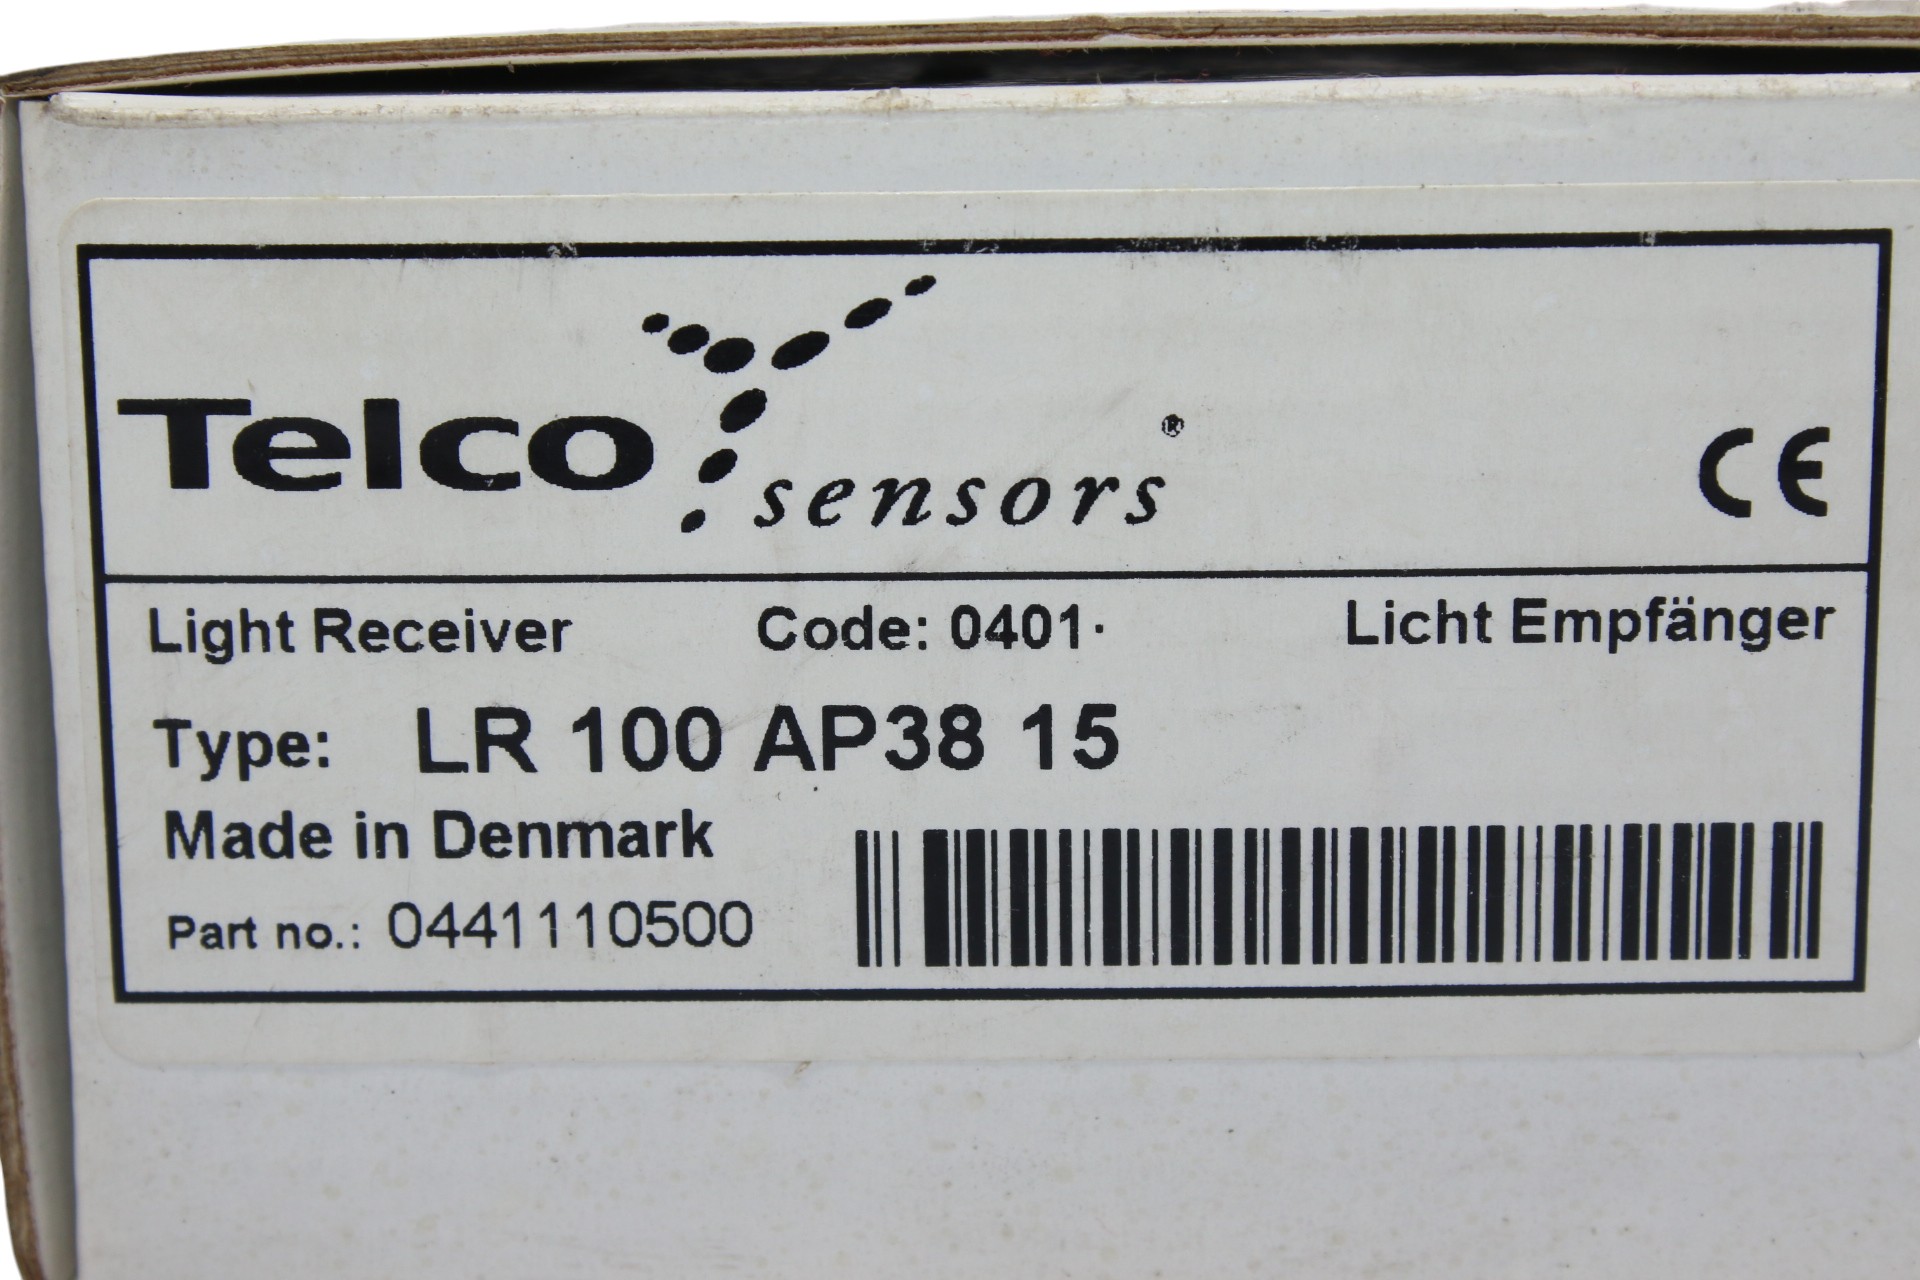 Telco sensors®
CE
Light Receiver Code: 0401· Licht Empfänger
Type: LR 100 AP38 15
Made in Denmark
Part no.: 0441110500